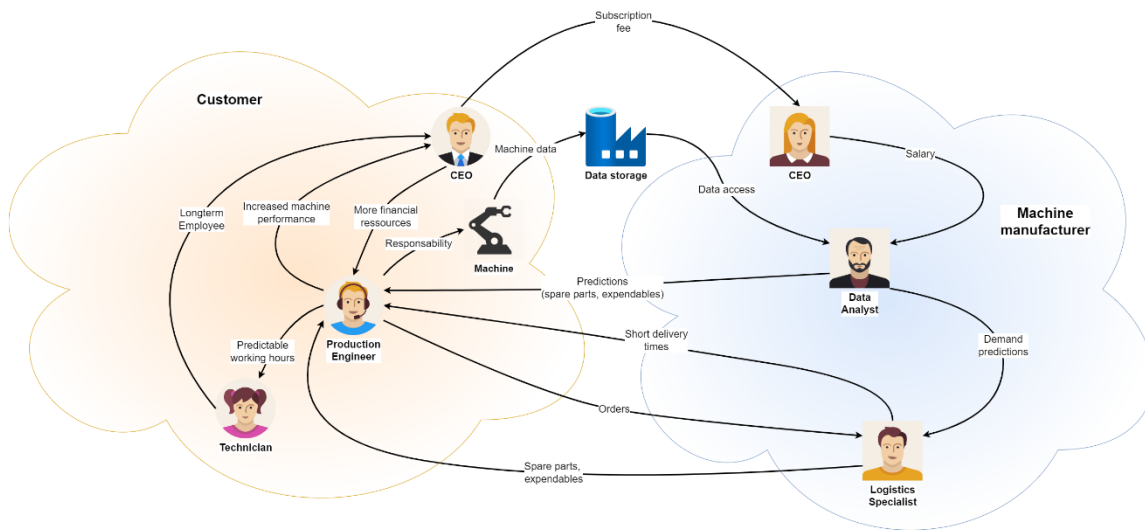 Subscription
fee
Customer
CEO
Machine data
Data storage
CEO
Salary
Data access
Longterm
Employee
Increased machine
performance
More financial
ressources
Responsability
Machine
Machine
manufacturer
Predictions
(spare parts, expendables)
Data
Analyst
Predictable
working hours
Production
Engineer
Short delivery
times
Demand
predictions
Technician
Orders
Spare parts,
expendables
Logistics
Specialist